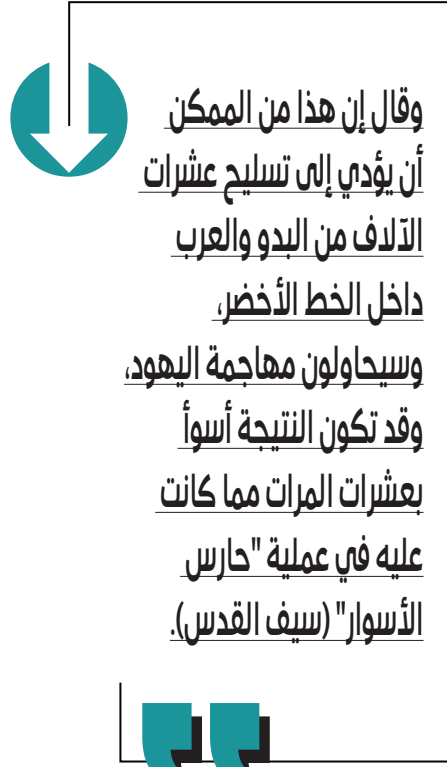 وقال إن هذا من الممكن
أن يؤدي إلى تسليح عشرات
الآلاف من البدو والعرب
داخل الخط الأخضر،
وسيحاولون مهاجمة اليهود،
وقد تكون النتيجة أسوأ
بعشرات المرات مما كانت
عليه في عملية "حارس
الأسوار" (سيف القدس).